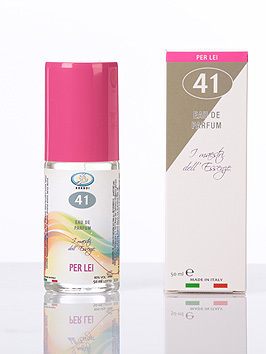 41
EAU DE
PARFUM
I maestri
dell'Essenze
PER LEI
PER LEI
41
EAU DE
PARFUM
I maestri
dell'Essenze
50 ml e
MADE IN ITALY